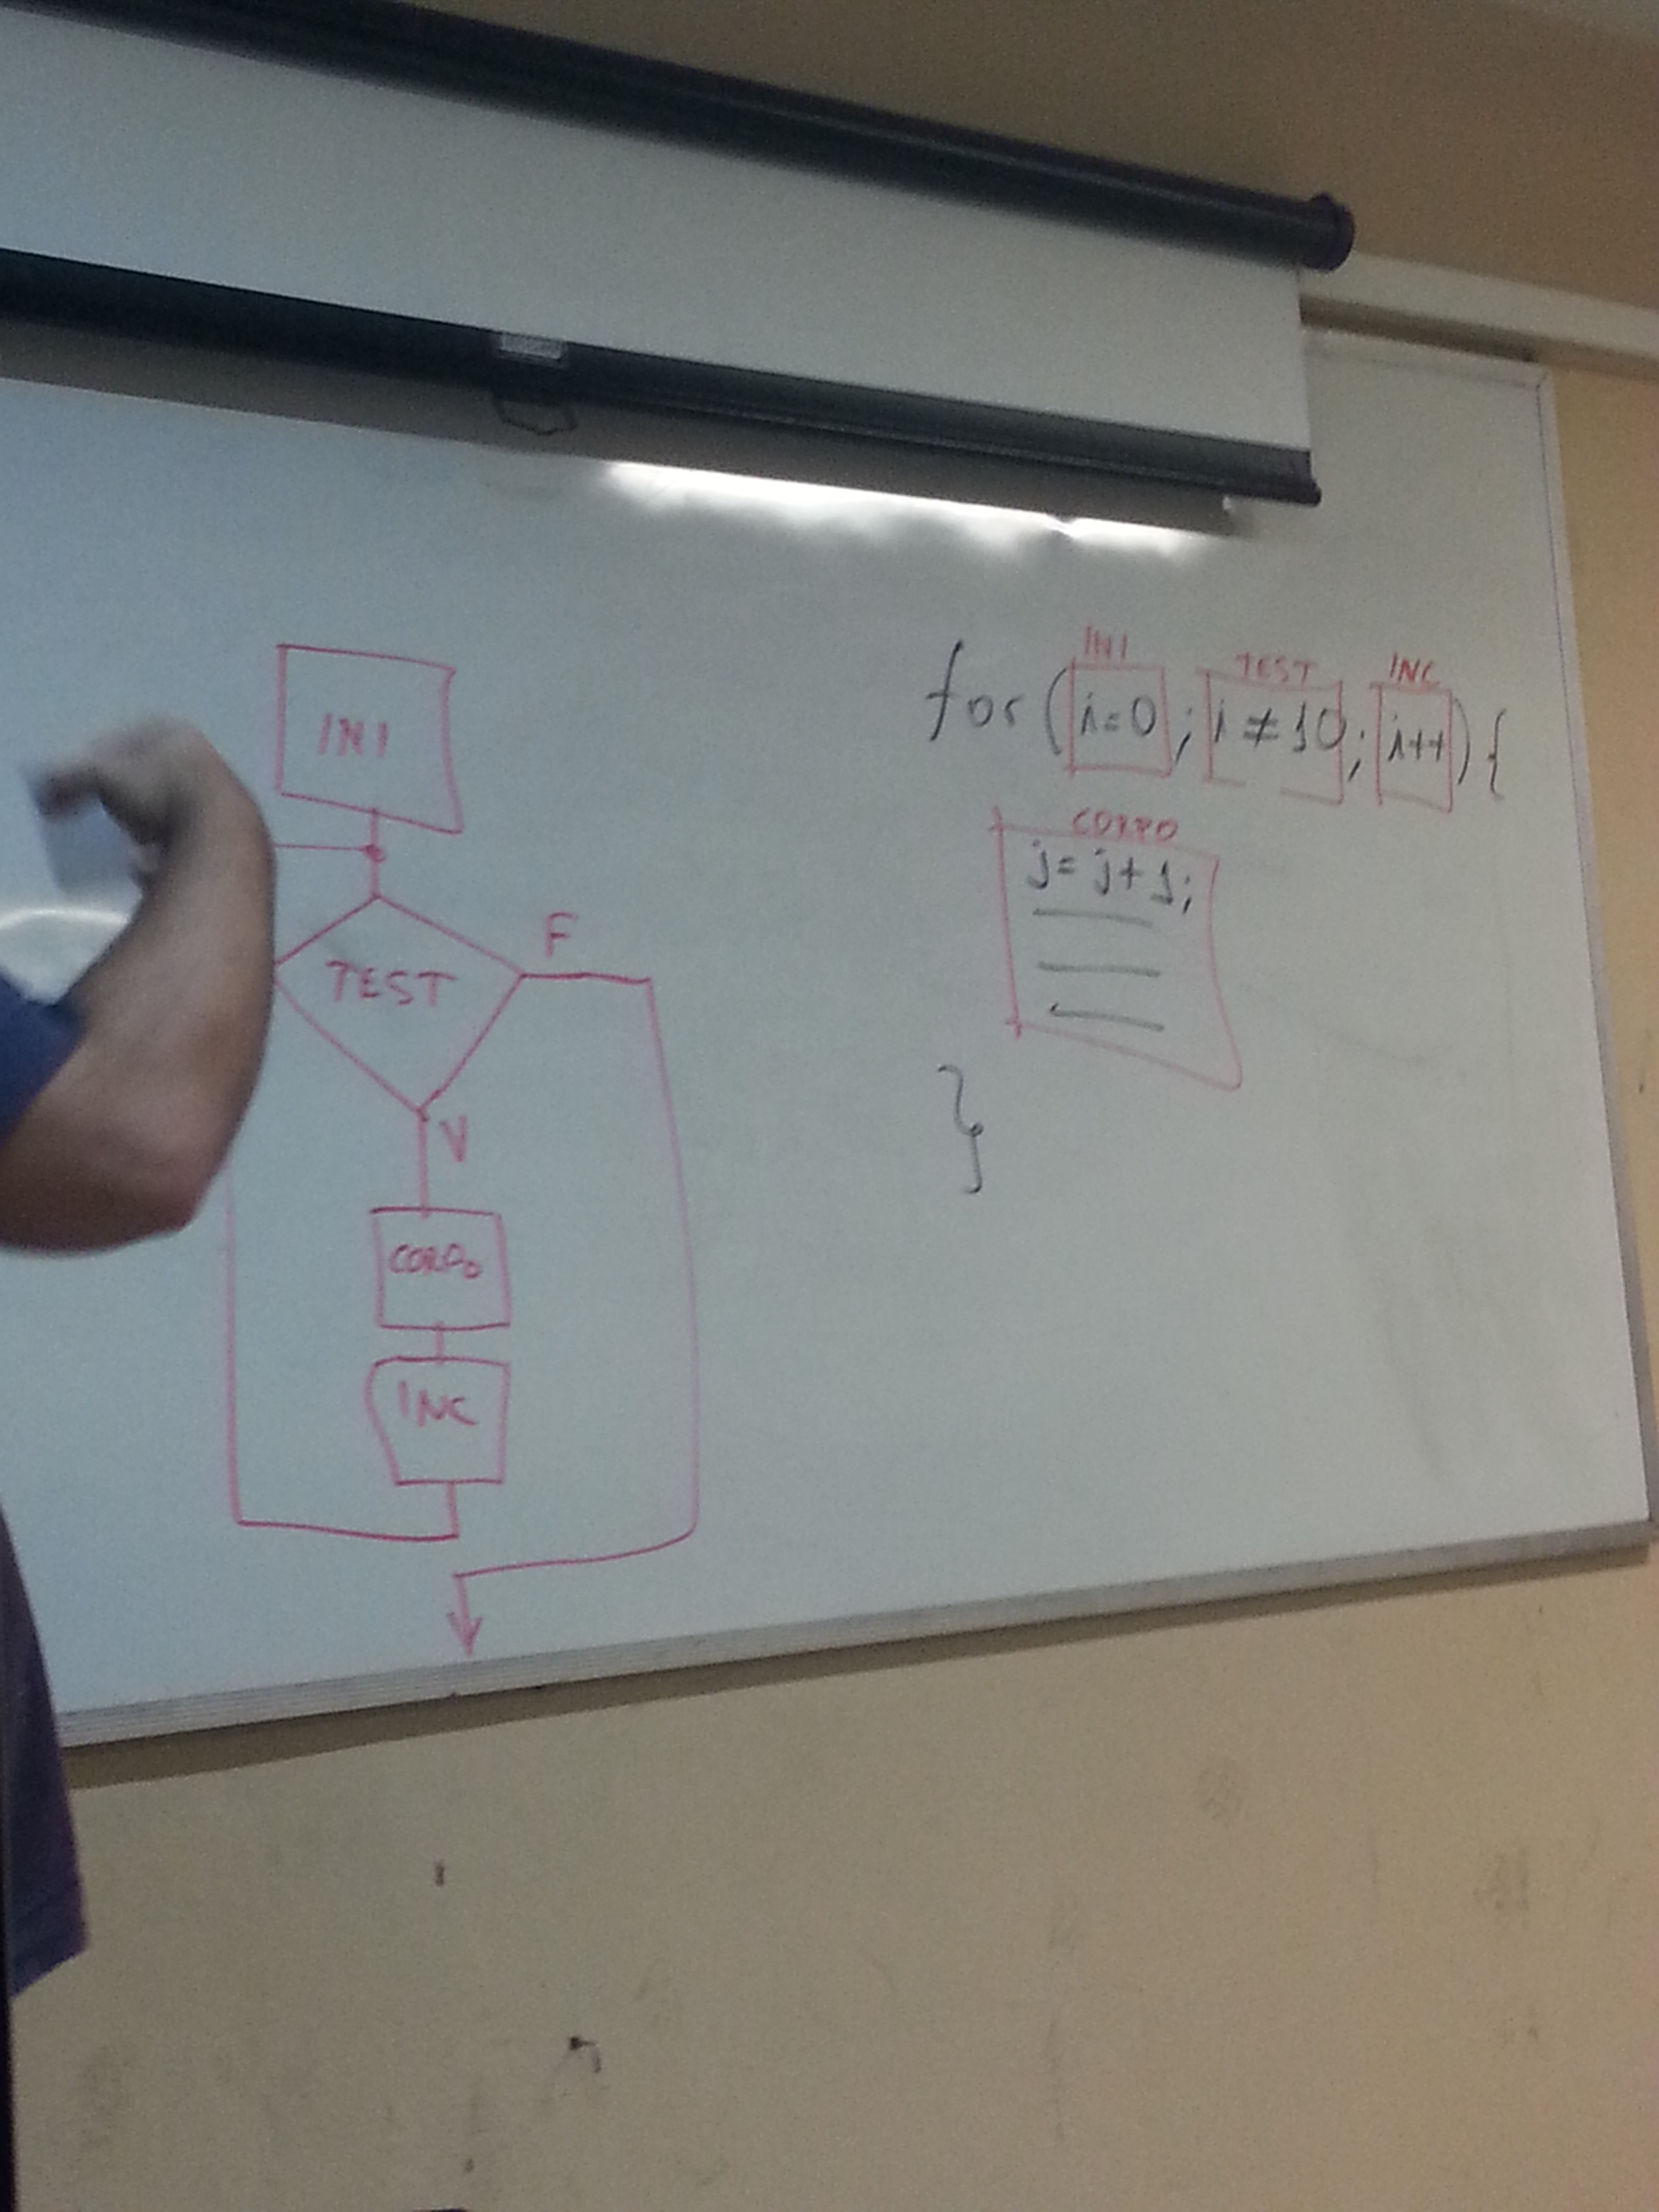 INI
TEST
F
V
CORPO
INC
INI TEST INC
for (i=0; i≠10; i++) {
CORPO
j=j+1;
}